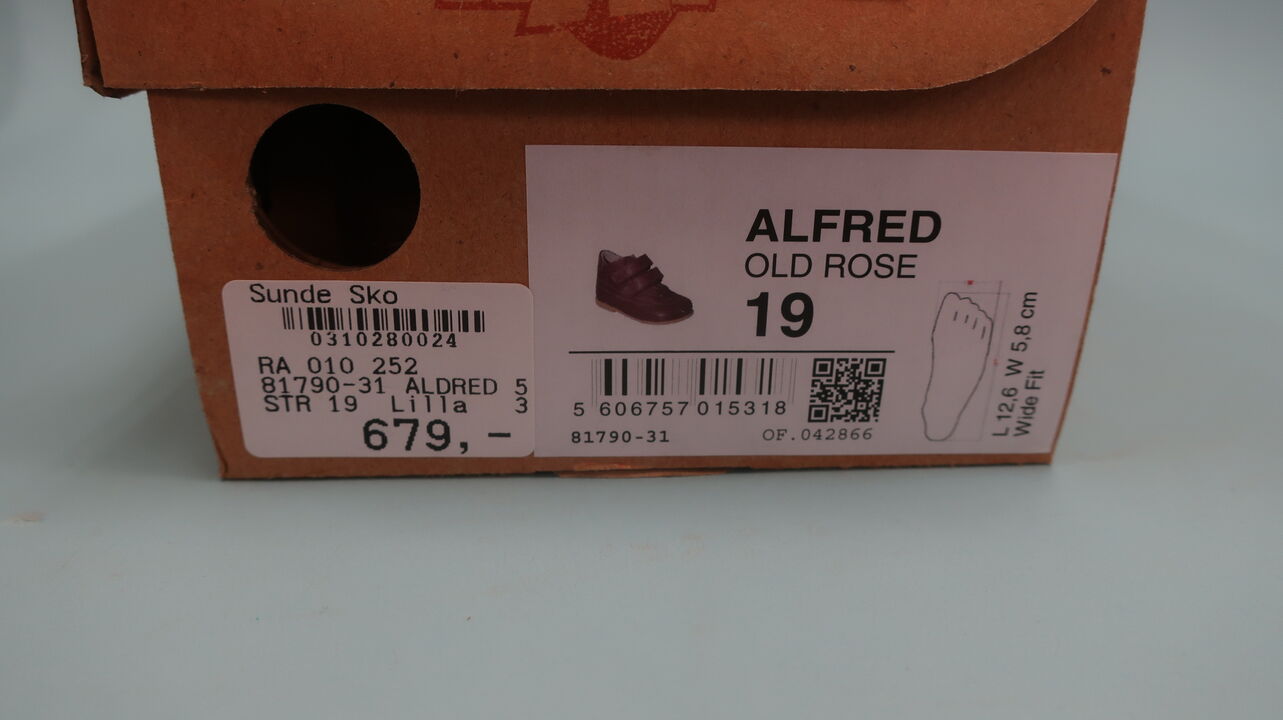 Sunde Sko
0310280024
RA 010 252
81790-31 ALDRED 5
STR 19 Lilla 3
679,-
ALFRED
OLD ROSE
19
5 606757 015318
81790-31 OF.042866
L 12,6 W 5,8 cm
Wide Fit